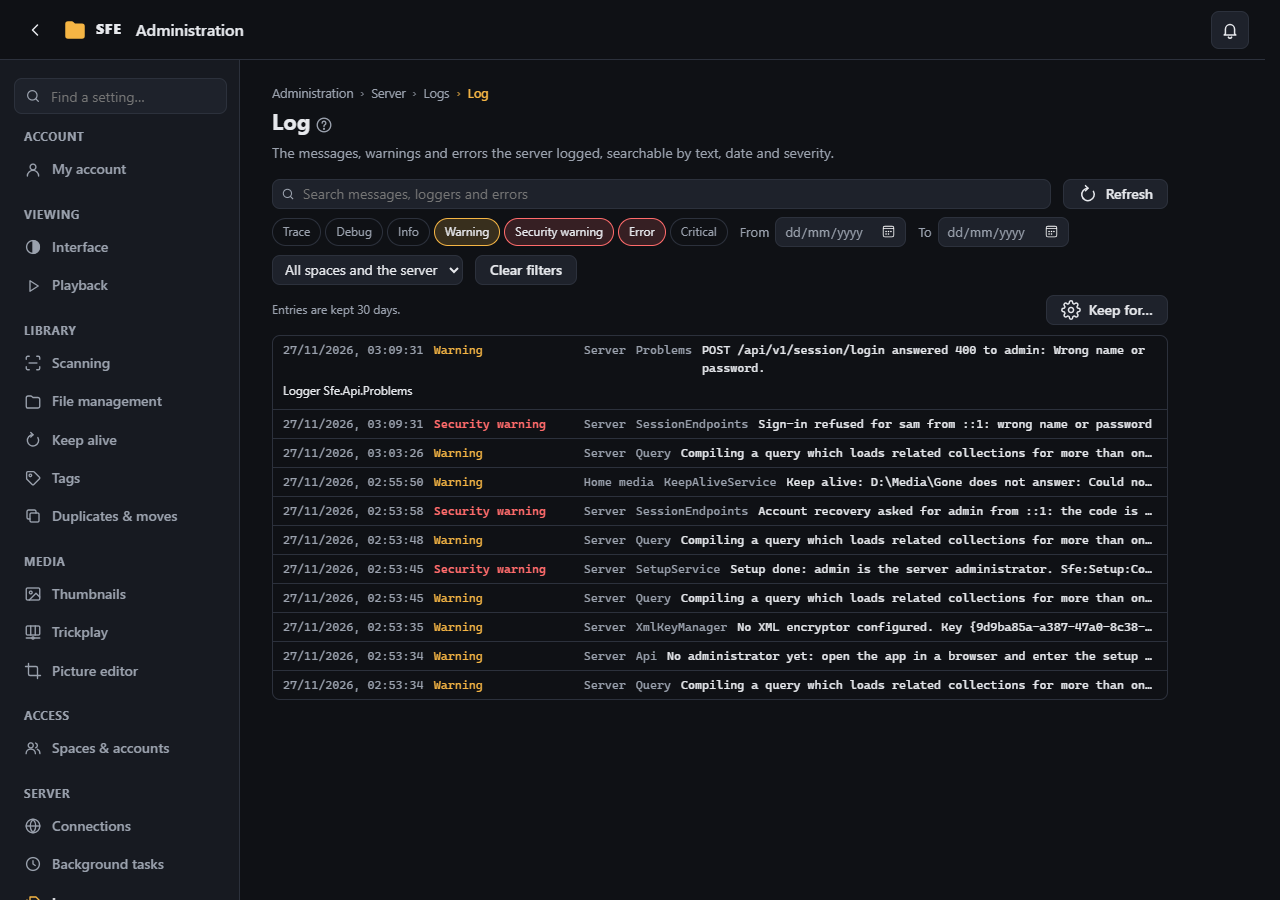 SFE Administration
Find a setting...
ACCOUNT
My account
VIEWING
Interface
Playback
LIBRARY
Scanning
File management
Keep alive
Tags
Duplicates & moves
MEDIA
Thumbnails
Trickplay
Picture editor
ACCESS
Spaces & accounts
SERVER
Connections
Background tasks
Administration › Server › Logs › Log
Log
The messages, warnings and errors the server logged, searchable by text, date and severity.
Search messages, loggers and errors Refresh
Trace Debug Info Warning Security warning Error Critical From dd/mm/yyyy To dd/mm/yyyy
All spaces and the server Clear filters
Entries are kept 30 days. Keep for...
27/11/2026, 03:09:31 Warning Server Problems POST /api/v1/session/login answered 400 to admin: Wrong name or
password.
Logger Sfe.Api.Problems
27/11/2026, 03:09:31 Security warning Server SessionEndpoints Sign-in refused for sam from ::1: wrong name or password
27/11/2026, 03:03:26 Warning Server Query Compiling a query which loads related collections for more than on…
27/11/2026, 02:55:50 Warning Home media KeepAliveService Keep alive: D:\Media\Gone does not answer: Could no…
27/11/2026, 02:53:58 Security warning Server SessionEndpoints Account recovery asked for admin from ::1: the code is …
27/11/2026, 02:53:48 Warning Server Query Compiling a query which loads related collections for more than on…
27/11/2026, 02:53:45 Security warning Server SetupService Setup done: admin is the server administrator. Sfe:Setup:Co…
27/11/2026, 02:53:45 Warning Server Query Compiling a query which loads related collections for more than on…
27/11/2026, 02:53:35 Warning Server XmlKeyManager No XML encryptor configured. Key {9d9ba85a-a387-47a0-8c38-…
27/11/2026, 02:53:34 Warning Server Api No administrator yet: open the app in a browser and enter the setup …
27/11/2026, 02:53:34 Warning Server Query Compiling a query which loads related collections for more than on…